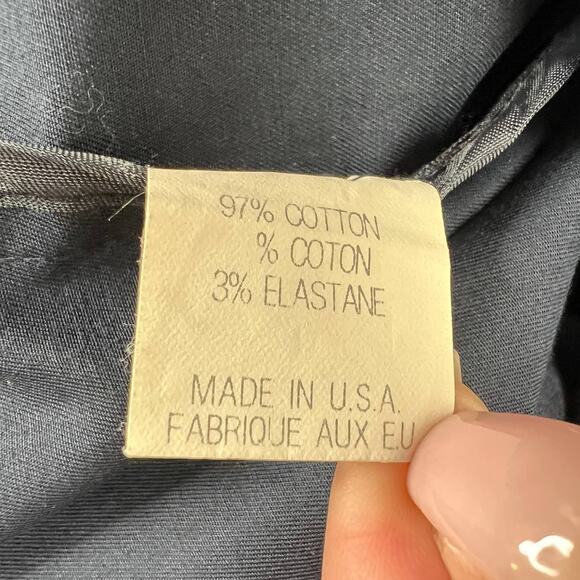 97% COTTON
% COTON
3% ELASTANE
MADE IN U.S.A.
FABRIQUE AUX E.U